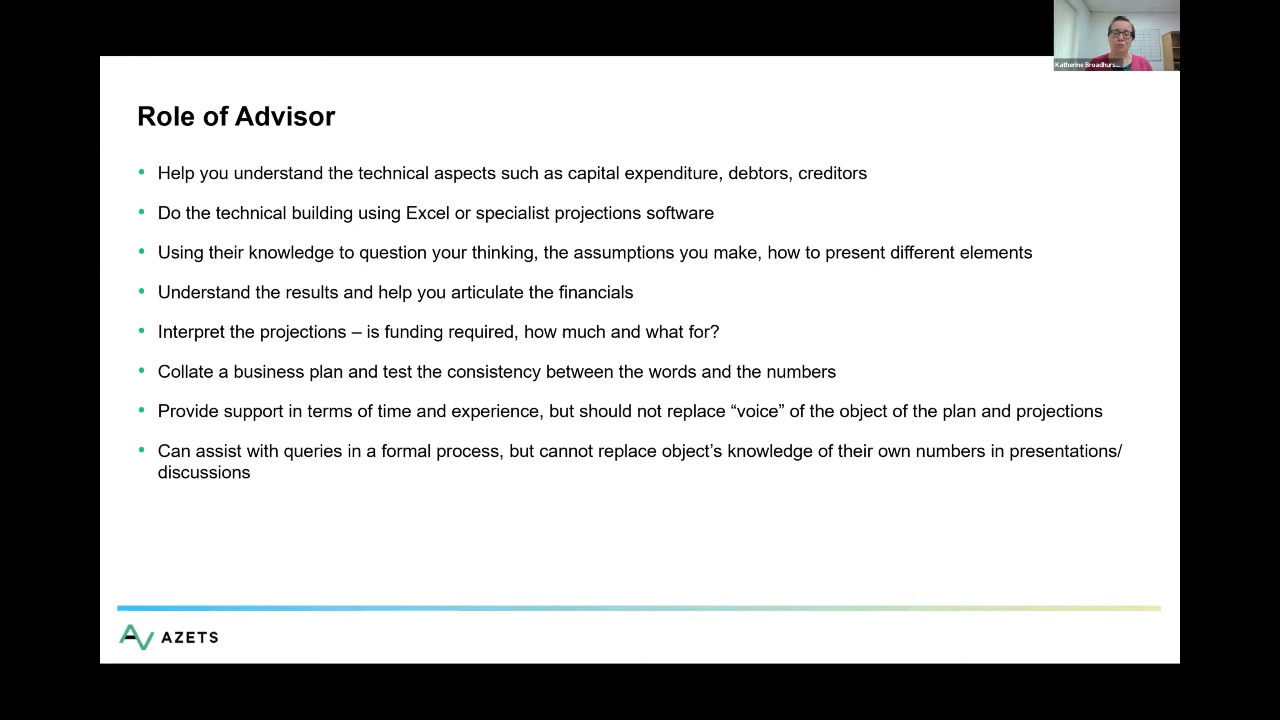 Katherine Broadhurs...
Role of Advisor
• Help you understand the technical aspects such as capital expenditure, debtors, creditors
• Do the technical building using Excel or specialist projections software
• Using their knowledge to question your thinking, the assumptions you make, how to present different elements
• Understand the results and help you articulate the financials
• Interpret the projections – is funding required, how much and what for?
• Collate a business plan and test the consistency between the words and the numbers
• Provide support in terms of time and experience, but should not replace “voice” of the object of the plan and projections
• Can assist with queries in a formal process, but cannot replace object’s knowledge of their own numbers in presentations/
discussions
AZETS